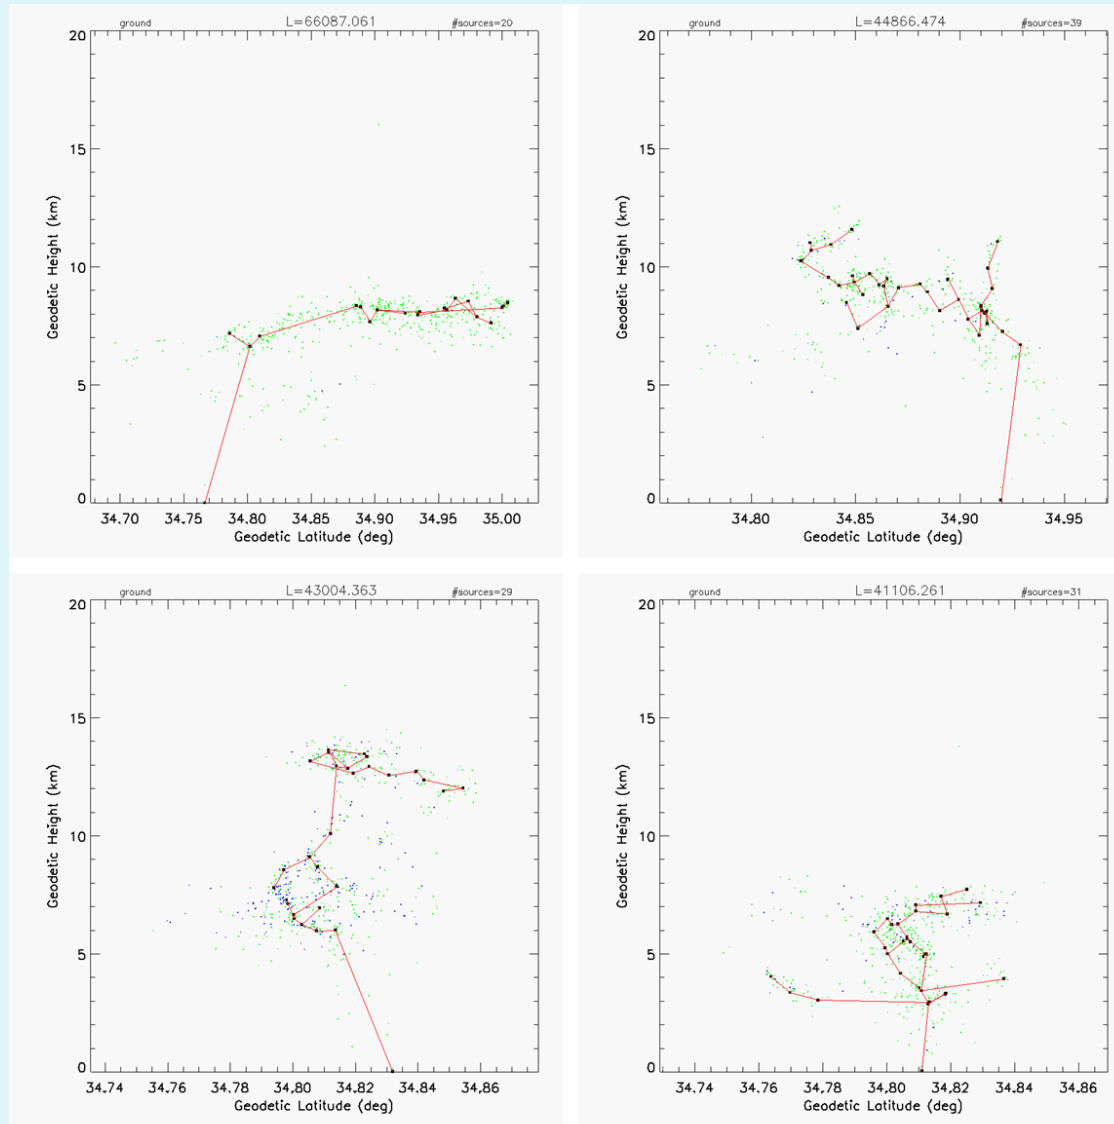 ground L=66087.061 #sources=20
20
15
10
5
0
Geodetic Height (km)
34.70 34.75 34.80 34.85 34.90 34.95 35.00
Geodetic Latitude (deg)
ground L=44866.474 #sources=39
20
15
10
5
0
Geodetic Height (km)
34.80 34.85 34.90 34.95
Geodetic Latitude (deg)
ground L=43004.363 #sources=29
20
15
10
5
0
Geodetic Height (km)
34.74 34.76 34.78 34.80 34.82 34.84 34.86
Geodetic Latitude (deg)
ground L=41106.261 #sources=31
20
15
10
5
0
Geodetic Height (km)
34.74 34.76 34.78 34.80 34.82 34.84 34.86
Geodetic Latitude (deg)